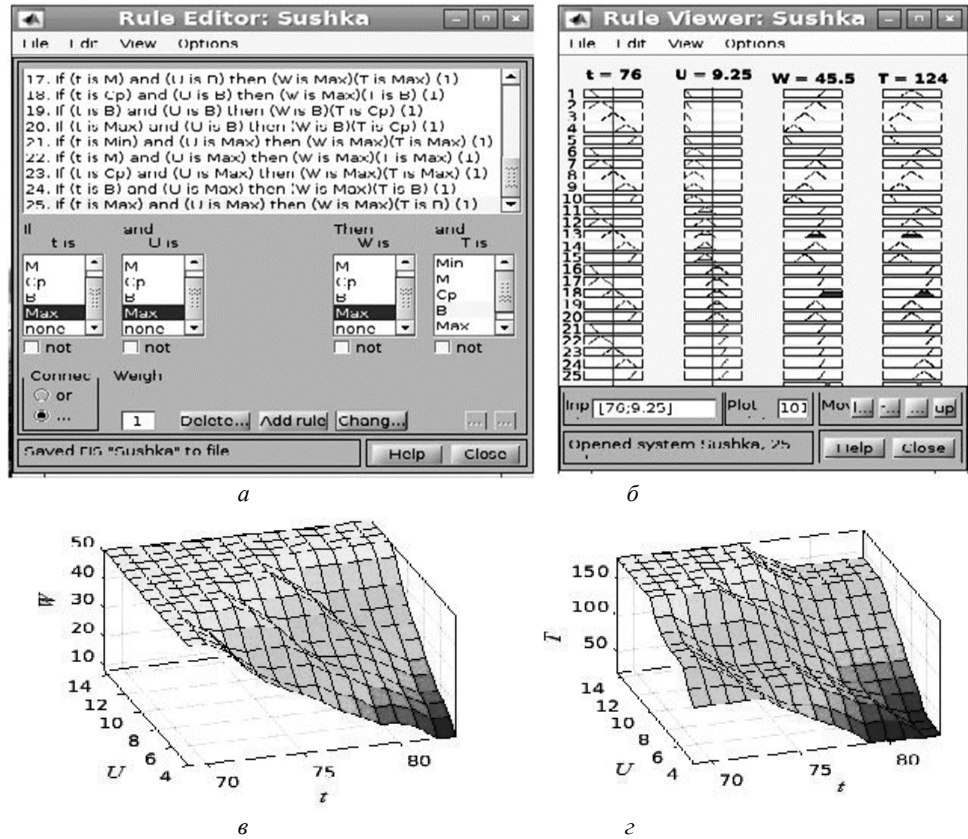 Rule Editor: Sushka
File Edit View Options
17. If (t is M) and (U is B) then (W is Max)(T is Max) (1)
18. If (t is Cp) and (U is B) then (W is Max)(T is B) (1)
19. If (t is B) and (U is B) then (W is B)(T is Cp) (1)
20. If (t is Max) and (U is B) then (W is B)(T is Cp) (1)
21. If (t is Min) and (U is Max) then (W is Max)(T is Max) (1)
22. If (t is M) and (U is Max) then (W is Max)(T is Max) (1)
23. If (t is Cp) and (U is Max) then (W is Max)(T is Max) (1)
24. If (t is B) and (U is Max) then (W is Max)(T is B) (1)
25. If (t is Max) and (U is Max) then (W is Max)(T is B) (1)
If and Then and
t is U is W is T is
M M M Min
Cp Cp Cp M
B B B Cp
Max Max Max B
none none none Max
not not not not
Connec Weigh
or
... 1 Delete... Add rule Chang... ... ...
Saved FIS "Sushka" to file Help Close
а
Rule Viewer: Sushka
File Edit View Options
t = 76 U = 9.25 W = 45.5 T = 124
1
2
3
4
5
6
7
8
9
10
11
12
13
14
15
16
17
18
19
20
21
22
23
24
25
Inp [76;9.25] Plot 101 Mov l... -... ... up
Opened system Sushka, 25 Help Close
б
W
50
40
30
20
10
14
12
10
8
6
4
U
70 75 80
t
в
T
150
100
50
14
12
10
8
6
4
U
70 75 80
t
г